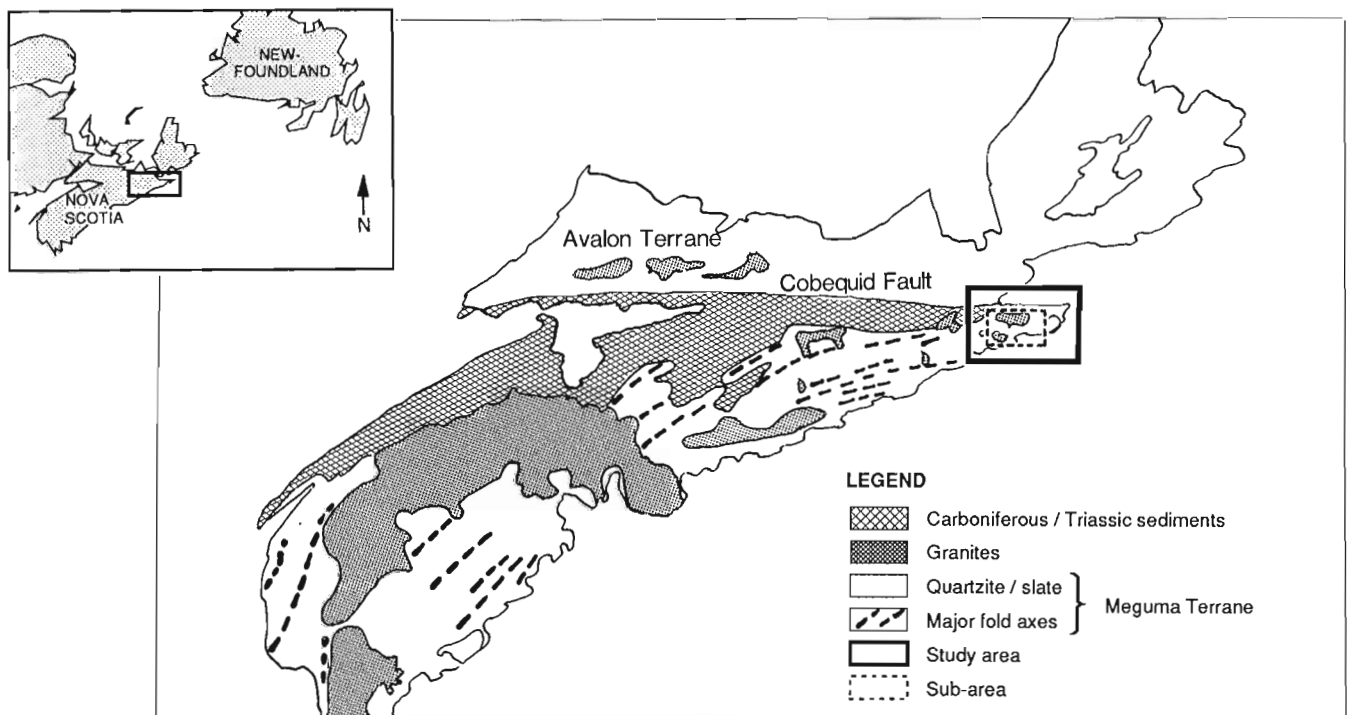 NEW-
FOUNDLAND
NOVA
SCOTIA
N
Avalon Terrane
Cobequid Fault
LEGEND
Carboniferous / Triassic sediments
Granites
Quartzite / slate
Major fold axes
Meguma Terrane
Study area
Sub-area